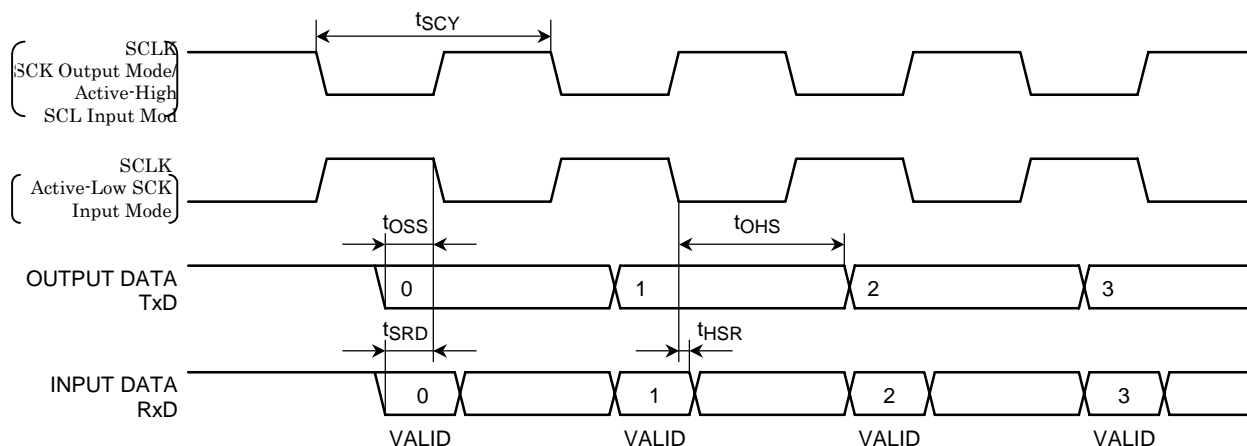 tSCY
SCLK
SCK Output Mode/
Active-High
SCL Input Mod
SCLK
Active-Low SCK
Input Mode
tOSS
tOHS
OUTPUT DATA
TxD
0
1
2
3
tSRD
tHSR
INPUT DATA
RxD
0
1
2
3
VALID
VALID
VALID
VALID